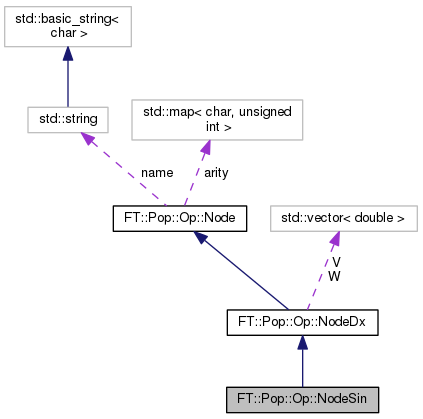 std::basic_string<
char >
std::string
std::map< char, unsigned
int >
name
arity
FT::Pop::Op::Node
std::vector< double >
V
W
FT::Pop::Op::NodeDx
FT::Pop::Op::NodeSin